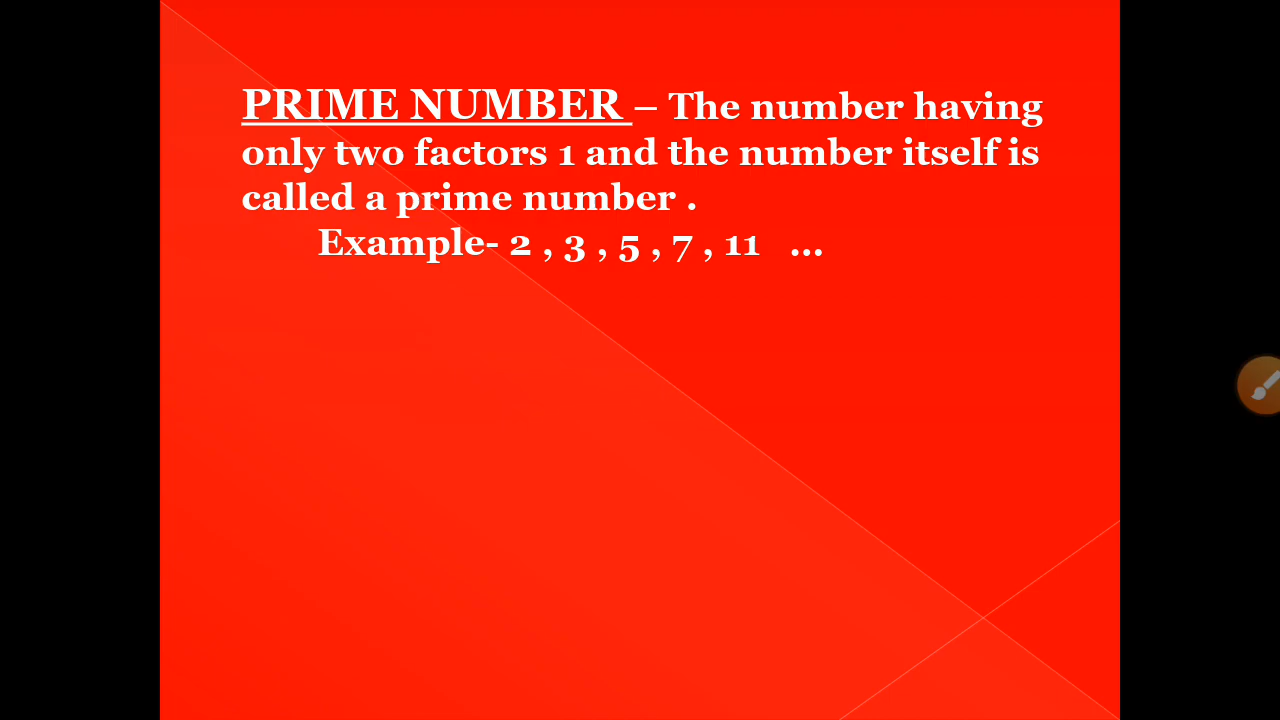 PRIME NUMBER – The number having
only two factors 1 and the number itself is
called a prime number .
Example- 2 , 3 , 5 , 7 , 11 ...